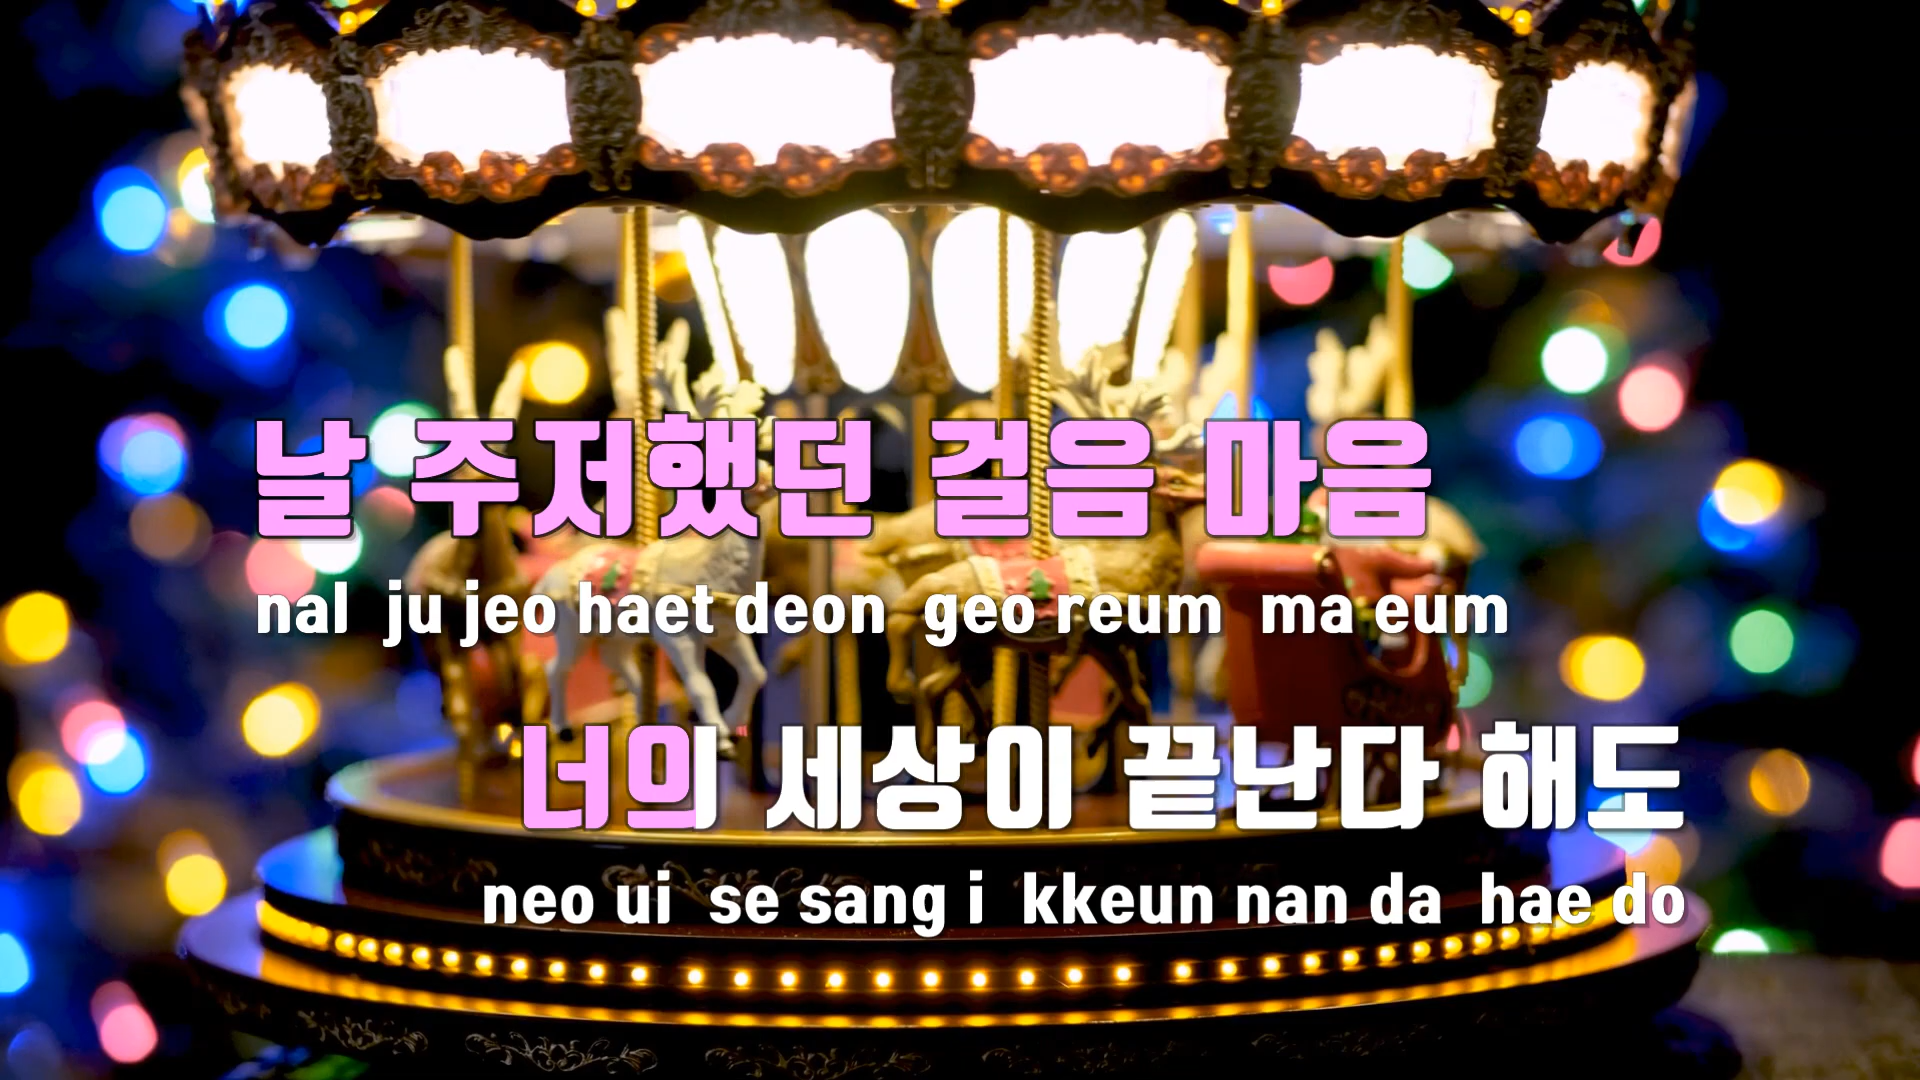 날 주저했던 걸음 마음
nal ju jeo haet deon geo reum ma eum
너의 세상이 끝난다 해도
neo ui se sang i kkeun nan da hae do